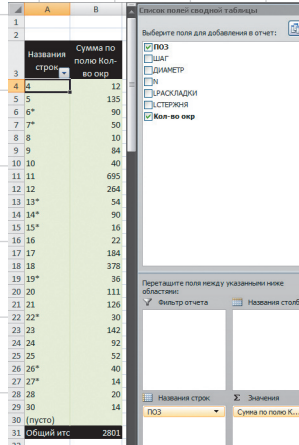 A B
1
2
3 Названия строк Сумма по полю Кол-во окр
4 4 12
5 5 135
6 6* 90
7 7* 50
8 8 10
9 9 84
10 10 40
11 11 695
12 12 264
13 13* 54
14 14* 90
15 15* 16
16 16 22
17 17 184
18 18 378
19 19* 36
20 20 111
21 21 126
22 22* 30
23 23 142
24 24 92
25 25 52
26 26* 40
27 27* 14
28 28 20
29 30 14
30 (пусто)
31 Общий итс 2801
Список полей сводной таблицы
Выберите поля для добавления в отчет:
ПОЗ
ШАГ
ДИАМЕТР
N
LРАСКЛАДКИ
LСТЕРЖНЯ
Кол-во окр
Перетащите поля между указанными ниже
областями:
Фильтр отчета Названия столб
Названия строк Σ Значения
ПОЗ Сумма по полю К...